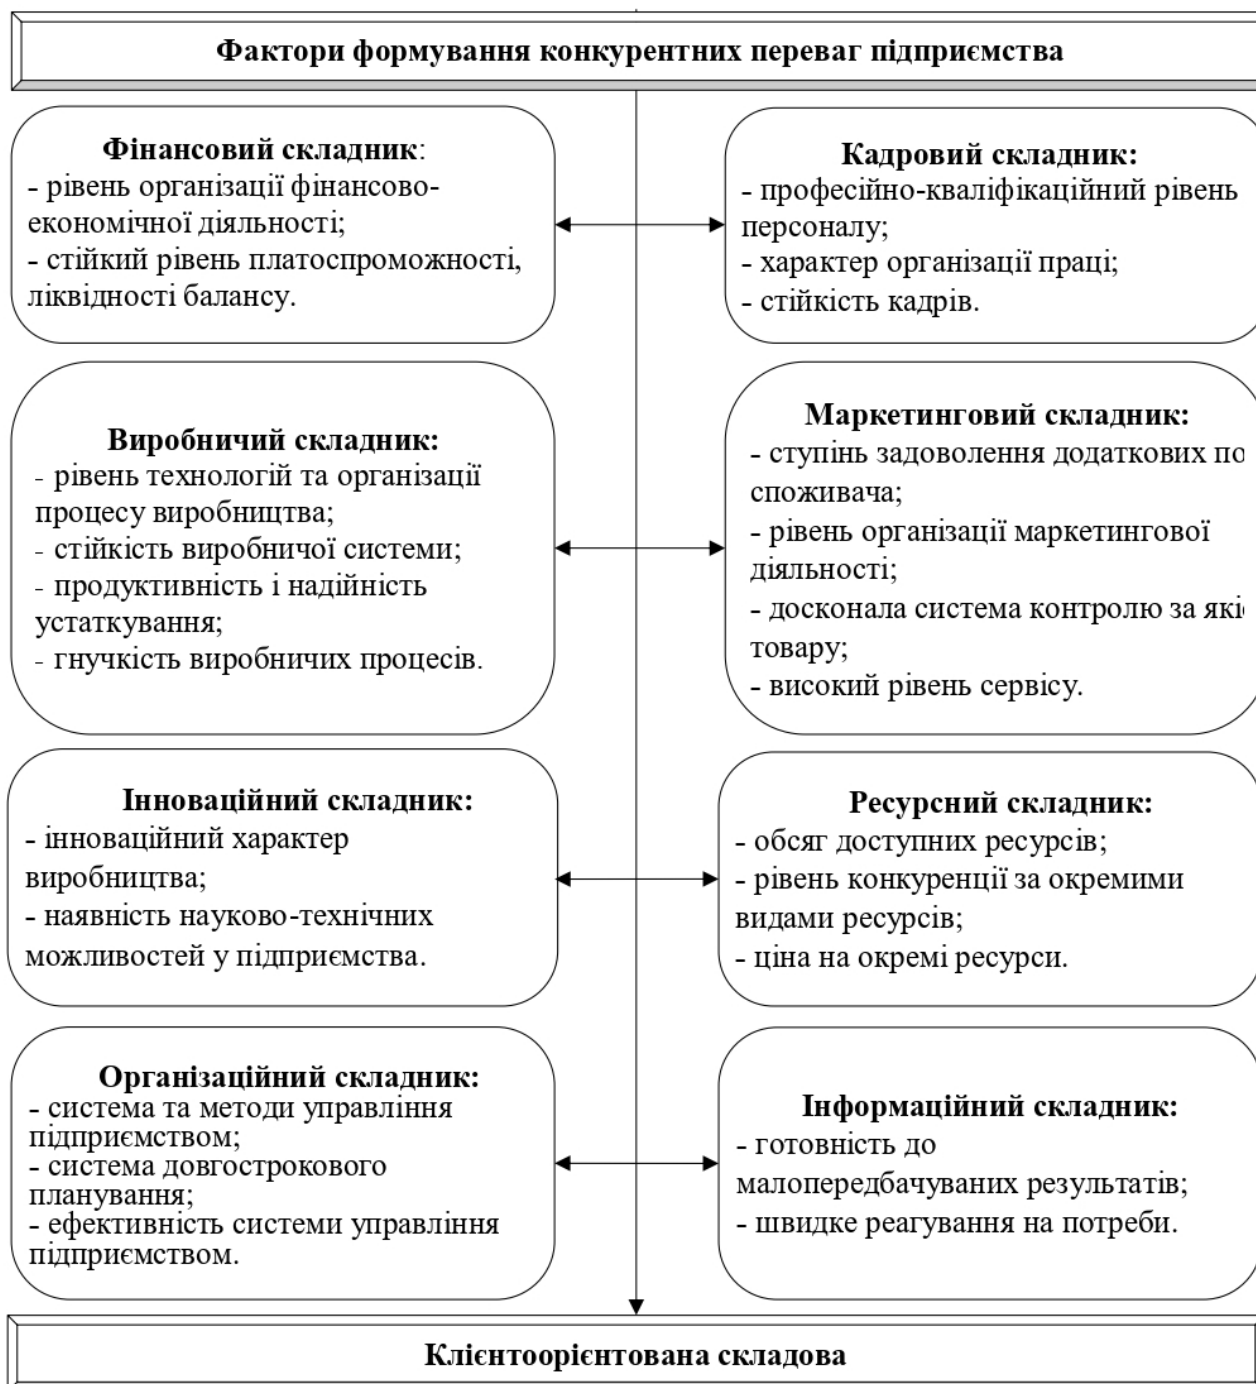 Фактори формування конкурентних переваг підприємства
Фінансовий складник:
- рівень організації фінансово-
економічної діяльності;
- стійкий рівень платоспроможності,
ліквідності балансу.
Кадровий складник:
- професійно-кваліфікаційний рівень
персоналу;
- характер організації праці;
- стійкість кадрів.
Виробничий складник:
- рівень технологій та організації
процесу виробництва;
- стійкість виробничої системи;
- продуктивність і надійність
устаткування;
- гнучкість виробничих процесів.
Маркетинговий складник:
- ступінь задоволення додаткових по
споживача;
- рівень організації маркетингової
діяльності;
- досконала система контролю за які
товару;
- високий рівень сервісу.
Інноваційний складник:
- інноваційний характер
виробництва;
- наявність науково-технічних
можливостей у підприємства.
Ресурсний складник:
- обсяг доступних ресурсів;
- рівень конкуренції за окремими
видами ресурсів;
- ціна на окремі ресурси.
Організаційний складник:
- система та методи управління
підприємством;
- система довгострокового
планування;
- ефективність системи управління
підприємством.
Інформаційний складник:
- готовність до
малопередбачуваних результатів;
- швидке реагування на потреби.
Клієнтоорієнтована складова